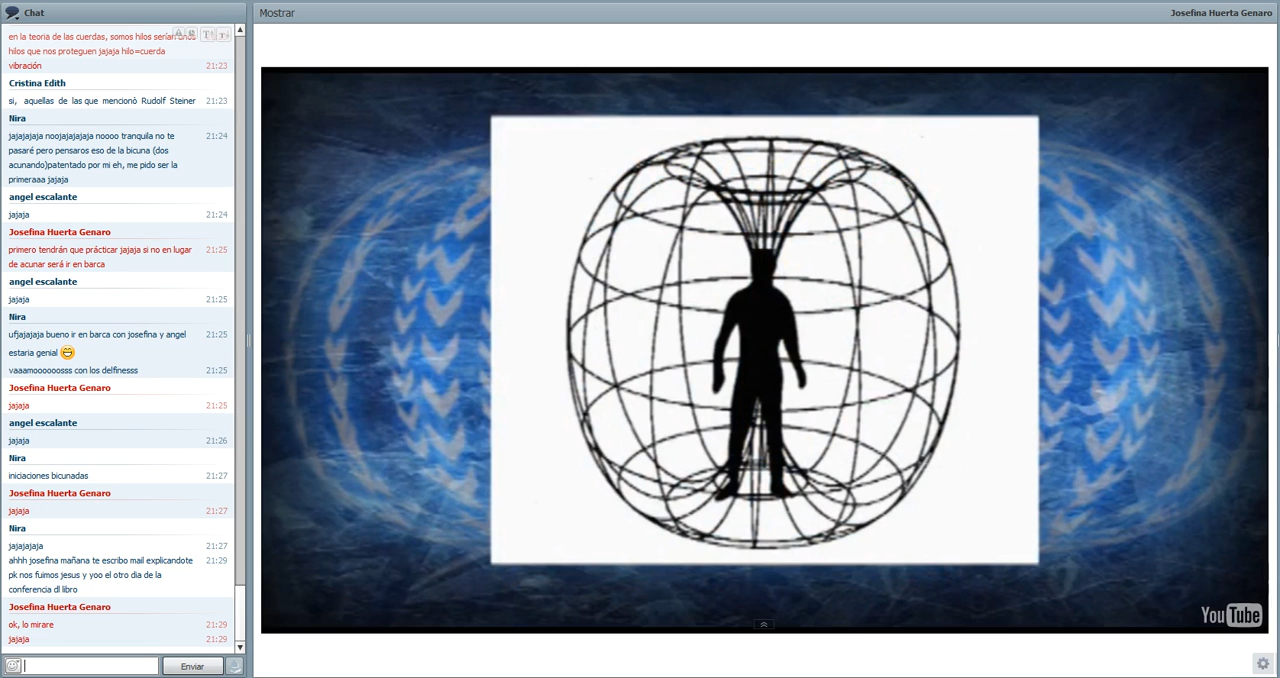 Chat
en la teoria de las cuerdas, somos hilos serían unos
hilos que nos proteguen jajaja hilo=cuerda
vibración 21:23
Cristina Edith
si, aquellas de las que mencionò Rudolf Steiner 21:23
Nira
jajajajaja noojajajajaja noooo tranquila no te 21:24
pasaré pero pensaros eso de la bicuna (dos
acunando)patentado por mi eh, me pido ser la
primeraaa jajaja
angel escalante
jajaja 21:24
Josefina Huerta Genaro
primero tendrán que prácticar jajaja si no en lugar 21:25
de acunar será ir en barca
angel escalante
jajaja 21:25
Nira
ufjajajaja bueno ir en barca con josefina y angel 21:25
estaria genial
vaaamoooooosss con los delfinesss 21:25
Josefina Huerta Genaro
jajaja 21:25
angel escalante
jajaja 21:26
Nira
iniciaciones bicunadas 21:27
Josefina Huerta Genaro
jajaja 21:27
Nira
jajajajaja 21:27
ahhh josefina mañana te escribo mail explicandote 21:29
pk nos fuimos jesus y yoo el otro dia de la
conferencia dl libro
Josefina Huerta Genaro
ok, lo mirare 21:29
jajaja 21:29
Enviar
Mostrar
Josefina Huerta Genaro
YouTube